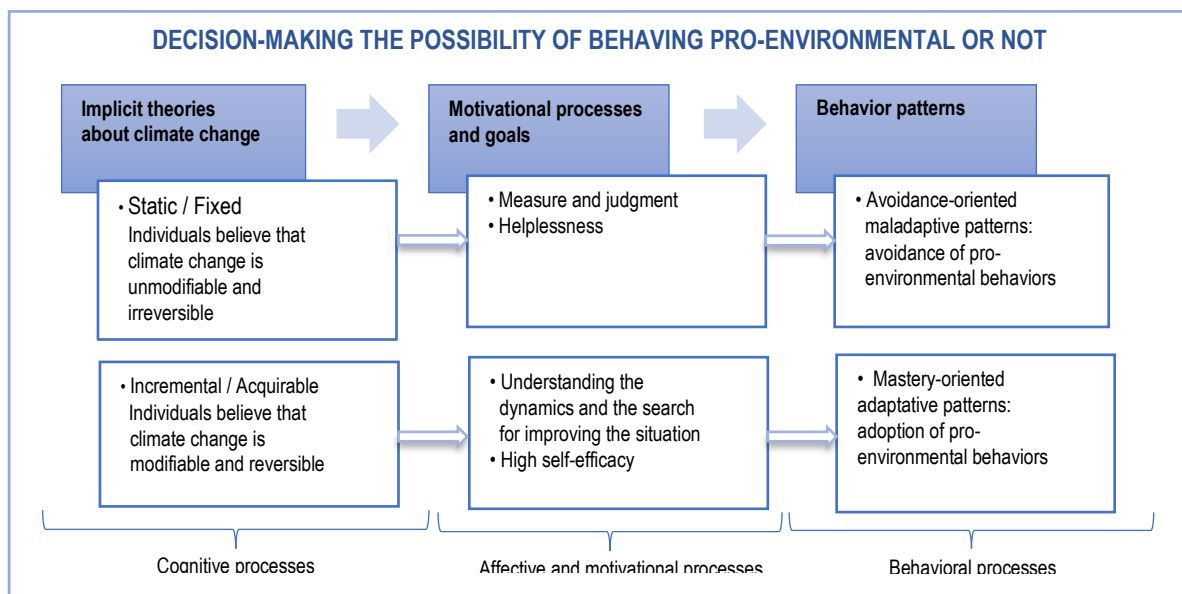 DECISION-MAKING THE POSSIBILITY OF BEHAVING PRO-ENVIRONMENTAL OR NOT
Implicit theories
about climate change
Motivational processes
and goals
Behavior patterns
• Static / Fixed
Individuals believe that
climate change is
unmodifiable and
irreversible
• Measure and judgment
• Helplessness
• Avoidance-oriented
maladaptive patterns:
avoidance of pro-
environmental behaviors
• Incremental / Acquirable
Individuals believe that
climate change is
modifiable and reversible
• Understanding the
dynamics and the search
for improving the situation
• High self-efficacy
• Mastery-oriented
adaptative patterns:
adoption of pro-
environmental behaviors
Cognitive processes
Affective and motivational processes
Behavioral processes